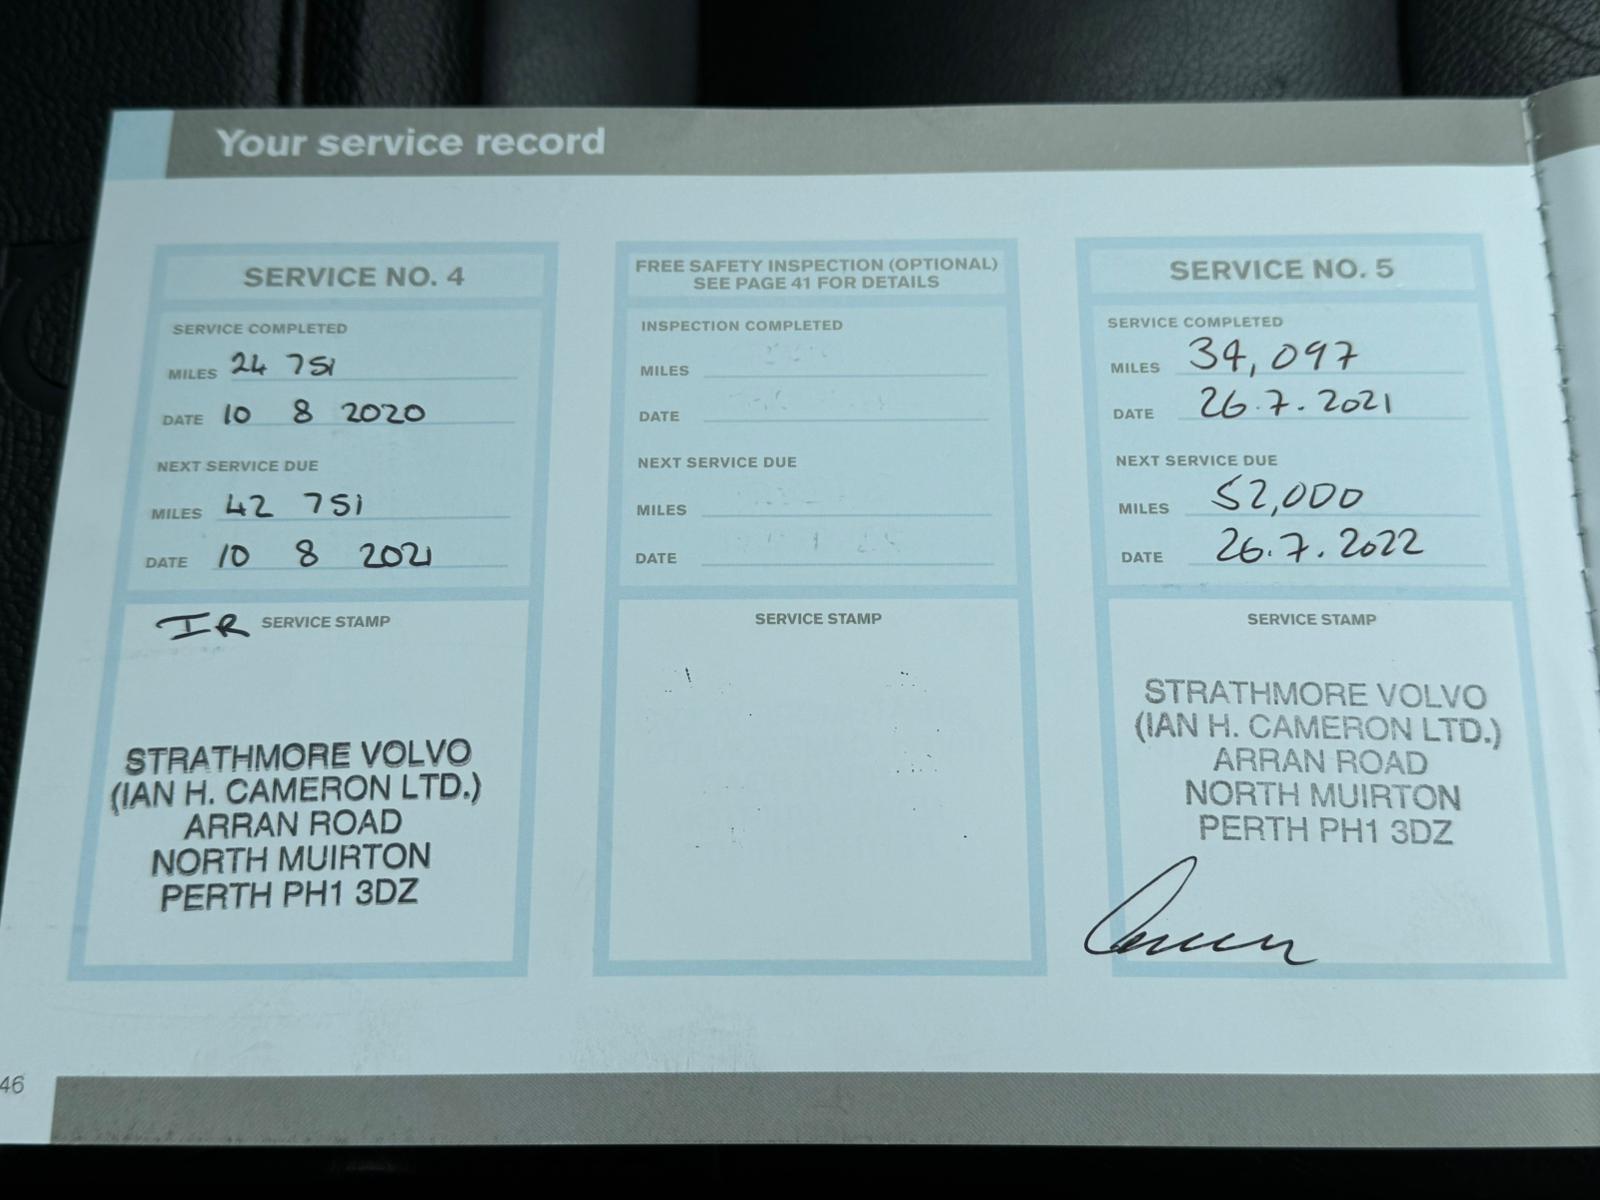 Your service record
SERVICE NO. 4
SERVICE COMPLETED
MILES 24 751
DATE 10 8 2020
NEXT SERVICE DUE
MILES 42 751
DATE 10 8 2021
IR SERVICE STAMP
STRATHMORE VOLVO
(IAN H. CAMERON LTD.)
ARRAN ROAD
NORTH MUIRTON
PERTH PH1 3DZ
FREE SAFETY INSPECTION (OPTIONAL)
SEE PAGE 41 FOR DETAILS
INSPECTION COMPLETED
MILES
DATE
NEXT SERVICE DUE
MILES
DATE
SERVICE STAMP
SERVICE NO. 5
SERVICE COMPLETED
MILES 34,097
DATE 26.7.2021
NEXT SERVICE DUE
MILES 52,000
DATE 26.7.2022
SERVICE STAMP
STRATHMORE VOLVO
(IAN H. CAMERON LTD.)
ARRAN ROAD
NORTH MUIRTON
PERTH PH1 3DZ
46